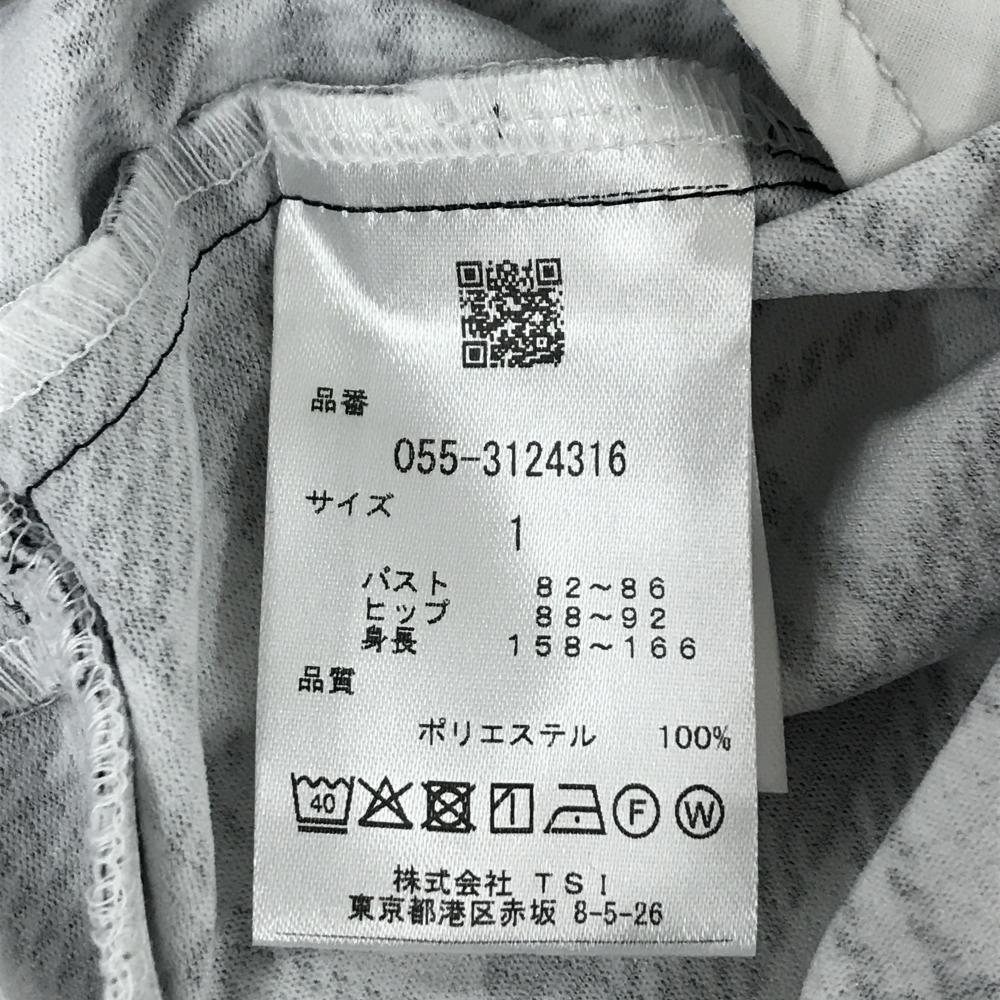 品番
055-3124316
サイズ
1
バスト 82~86
ヒップ 88~92
身長 158~166
品質
ポリエステル 100%
40 F W
株式会社 TSI
東京都港区赤坂 8-5-26